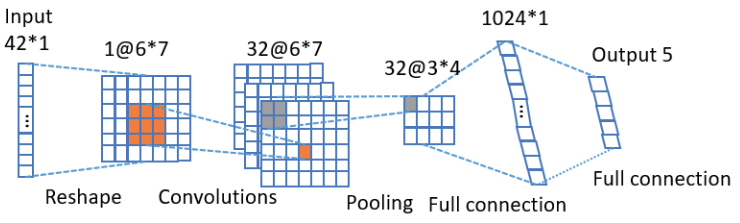 Input
42*1
1@6*7
32@6*7
32@3*4
1024*1
Output 5
Reshape
Convolutions
Pooling
Full connection
Full connection